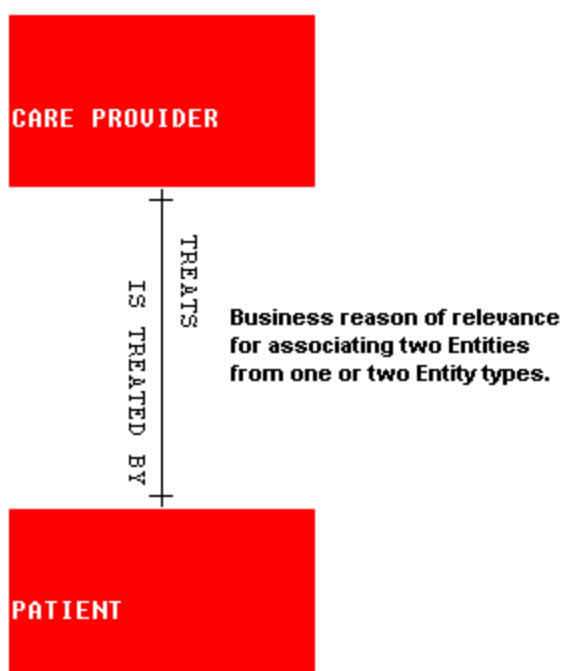 CARE PROVIDER
TREATS
IS TREATED BY
Business reason of relevance
for associating two Entities
from one or two Entity types.
PATIENT